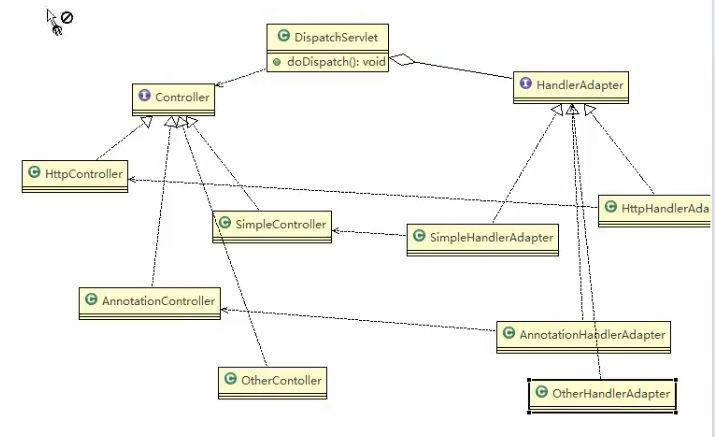 DispatchServlet
doDispatch(): void
Controller
HandlerAdapter
HttpController
HttpHandlerAda
SimpleController
SimpleHandlerAdapter
AnnotationController
AnnotationHandlerAdapter
OtherContoller
OtherHandlerAdapter